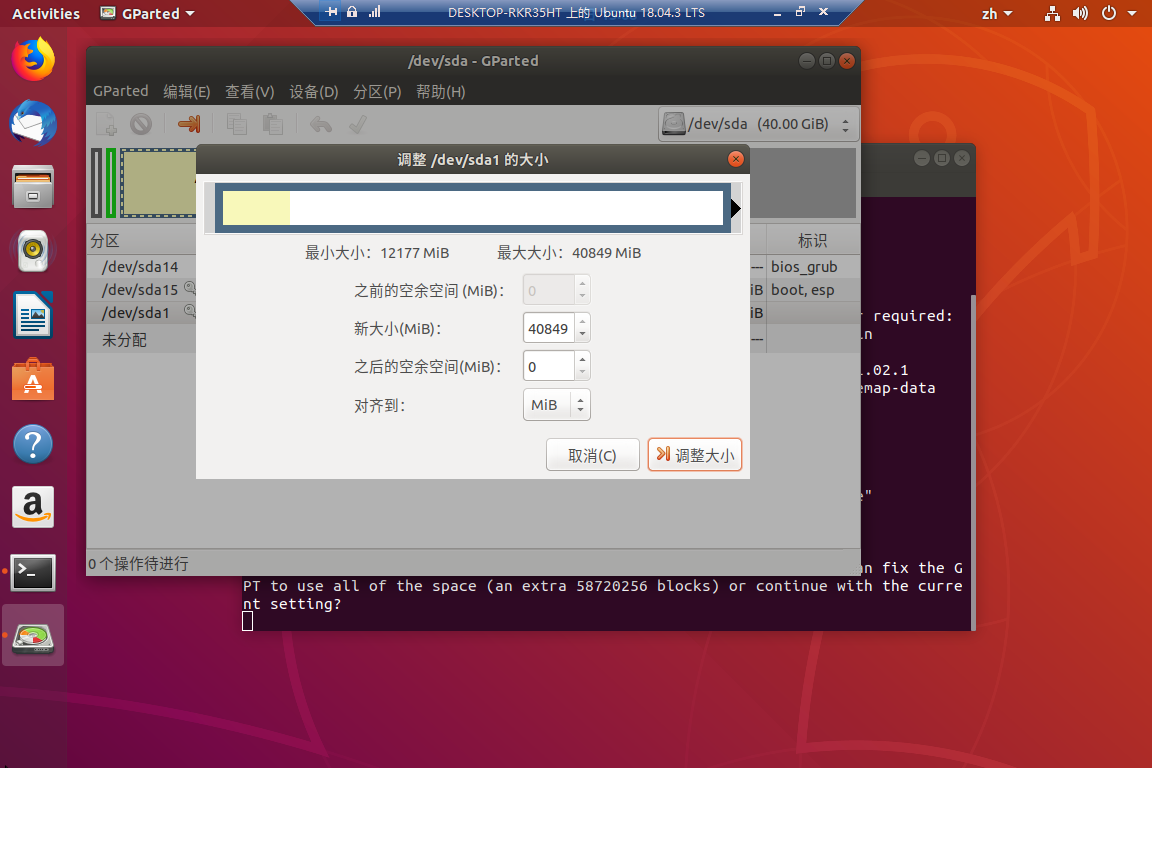 Activities
GParted
DESKTOP-RKR35HT 上的 Ubuntu 18.04.3 LTS
zh
/dev/sda - GParted
GParted 编辑(E) 查看(V) 设备(D) 分区(P) 帮助(H)
/dev/sda (40.00 GiB)
调整 /dev/sda1 的大小
最小大小：12177 MiB 最大大小：40849 MiB
之前的空余空间 (MiB)： 0
新大小(MiB)： 40849
之后的空余空间(MiB)： 0
对齐到： MiB
取消(C) 调整大小
分区 标识
/dev/sda14 --- bios_grub
/dev/sda15 iB boot, esp
/dev/sda1 iB
未分配 ---
0 个操作待进行
required:
.02.1
emap-data
n fix the G
PT to use all of the space (an extra 58720256 blocks) or continue with the curre
nt setting?